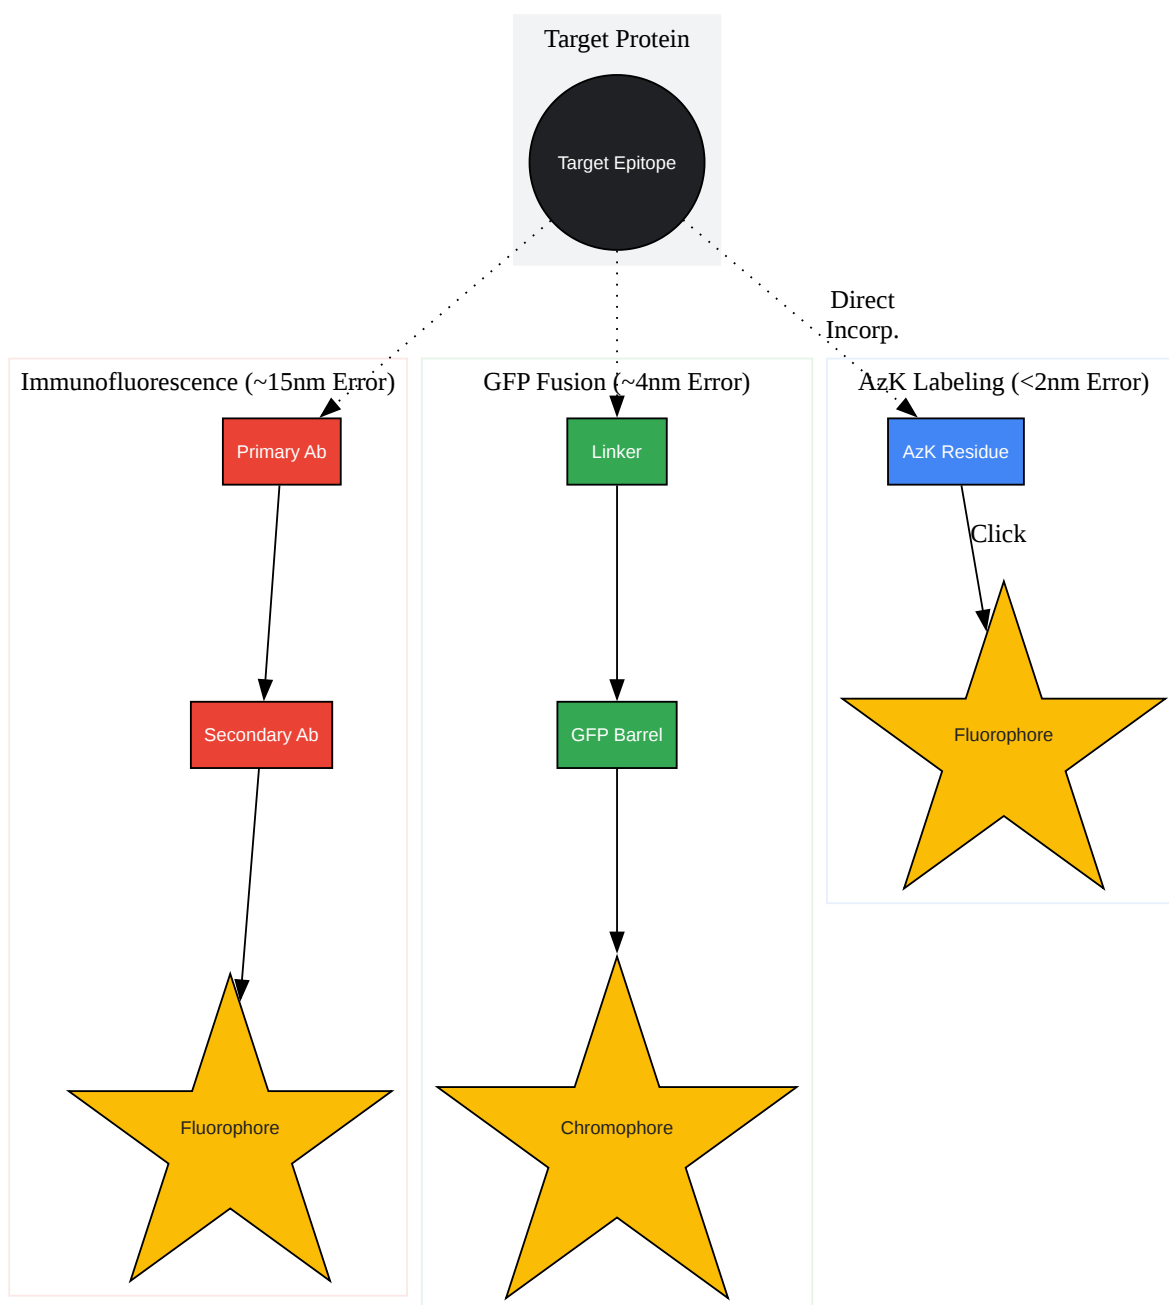 Target Protein
Target Epitope
Direct
Incorp.
Immunofluorescence (~15nm Error)
GFP Fusion (~4nm Error)
AzK Labeling (<2nm Error)
Primary Ab
Linker
AzK Residue
Click
Secondary Ab
GFP Barrel
Fluorophore
Fluorophore
Chromophore